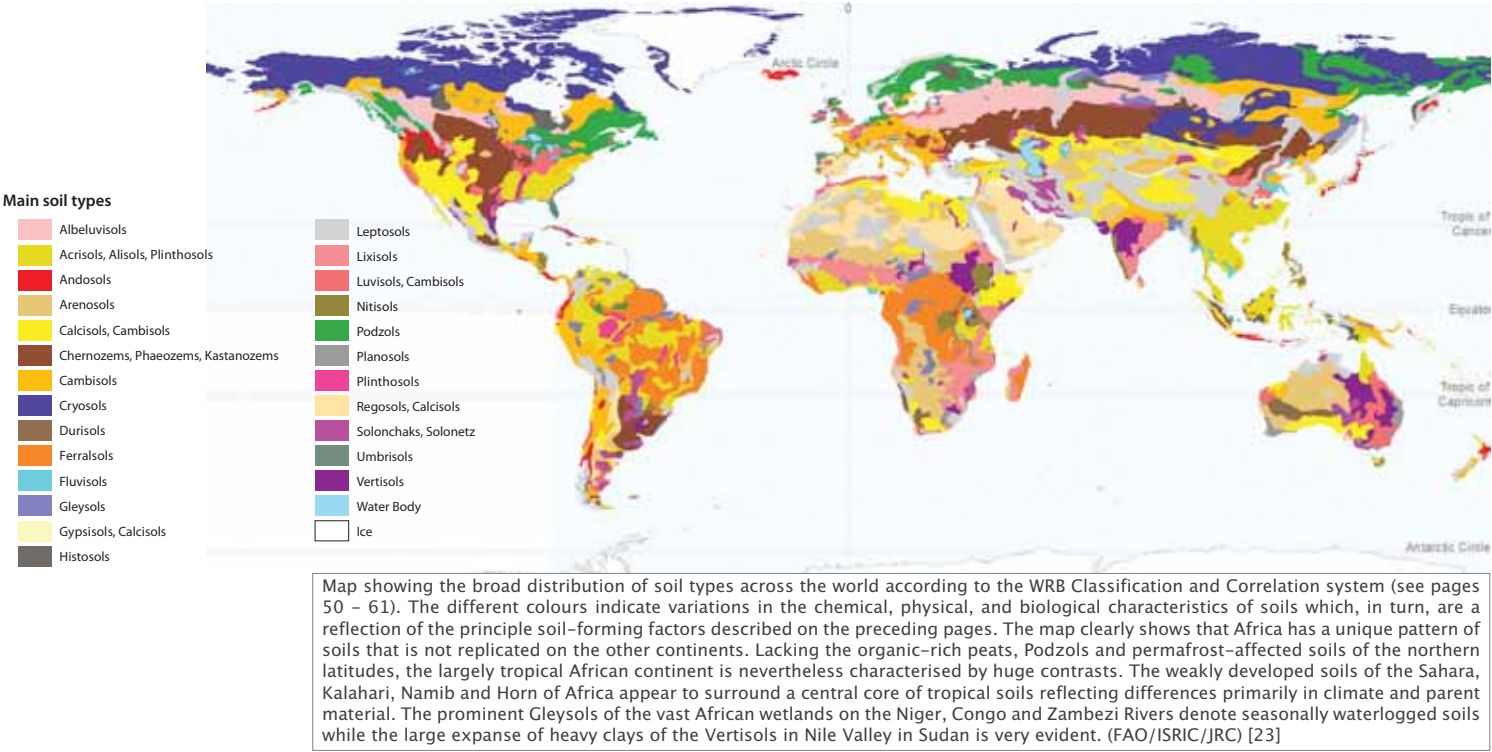 0
Arctic Circle
Tropic of
Cancer
Equator
Tropic of
Capricorn
Antarctic Circle
Main soil types
Albeluvisols
Acrisols, Alisols, Plinthosols
Andosols
Arenosols
Calcisols, Cambisols
Chernozems, Phaeozems, Kastanozems
Cambisols
Cryosols
Durisols
Ferralsols
Fluvisols
Gleysols
Gypsisols, Calcisols
Histosols
Leptosols
Lixisols
Luvisols, Cambisols
Nitisols
Podzols
Planosols
Plinthosols
Regosols, Calcisols
Solonchaks, Solonetz
Umbrisols
Vertisols
Water Body
Ice
Map showing the broad distribution of soil types across the world according to the WRB Classification and Correlation system (see pages
50 – 61). The different colours indicate variations in the chemical, physical, and biological characteristics of soils which, in turn, are a
reflection of the principle soil-forming factors described on the preceding pages. The map clearly shows that Africa has a unique pattern of
soils that is not replicated on the other continents. Lacking the organic-rich peats, Podzols and permafrost-affected soils of the northern
latitudes, the largely tropical African continent is nevertheless characterised by huge contrasts. The weakly developed soils of the Sahara,
Kalahari, Namib and Horn of Africa appear to surround a central core of tropical soils reflecting differences primarily in climate and parent
material. The prominent Gleysols of the vast African wetlands on the Niger, Congo and Zambezi Rivers denote seasonally waterlogged soils
while the large expanse of heavy clays of the Vertisols in Nile Valley in Sudan is very evident. (FAO/ISRIC/JRC) [23]